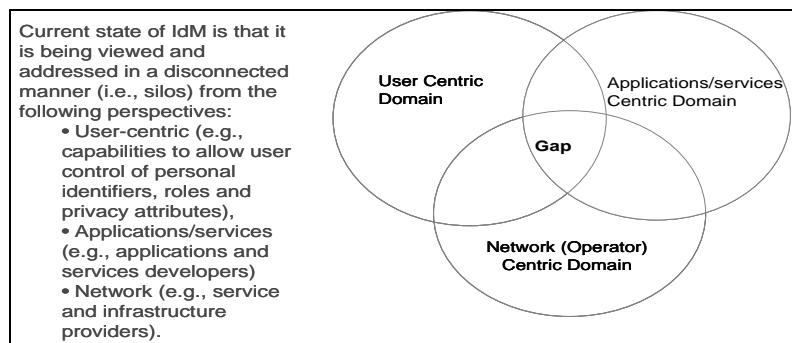 Current state of IdM is that it
is being viewed and
addressed in a disconnected
manner (i.e., silos) from the
following perspectives:
• User-centric (e.g.,
capabilities to allow user
control of personal
identifiers, roles and
privacy attributes),
• Applications/services
(e.g., applications and
services developers)
• Network (e.g., service
and infrastructure
providers).
User Centric
Domain
Applications/services
Centric Domain
Gap
Network (Operator)
Centric Domain